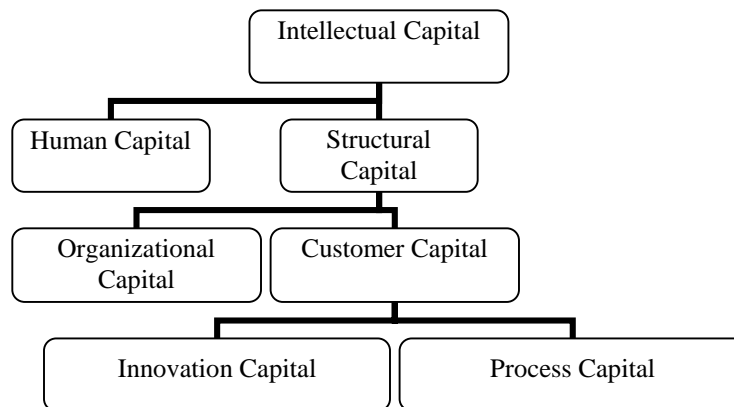 Intellectual Capital
Human Capital
Structural
Capital
Organizational
Capital
Customer Capital
Innovation Capital
Process Capital